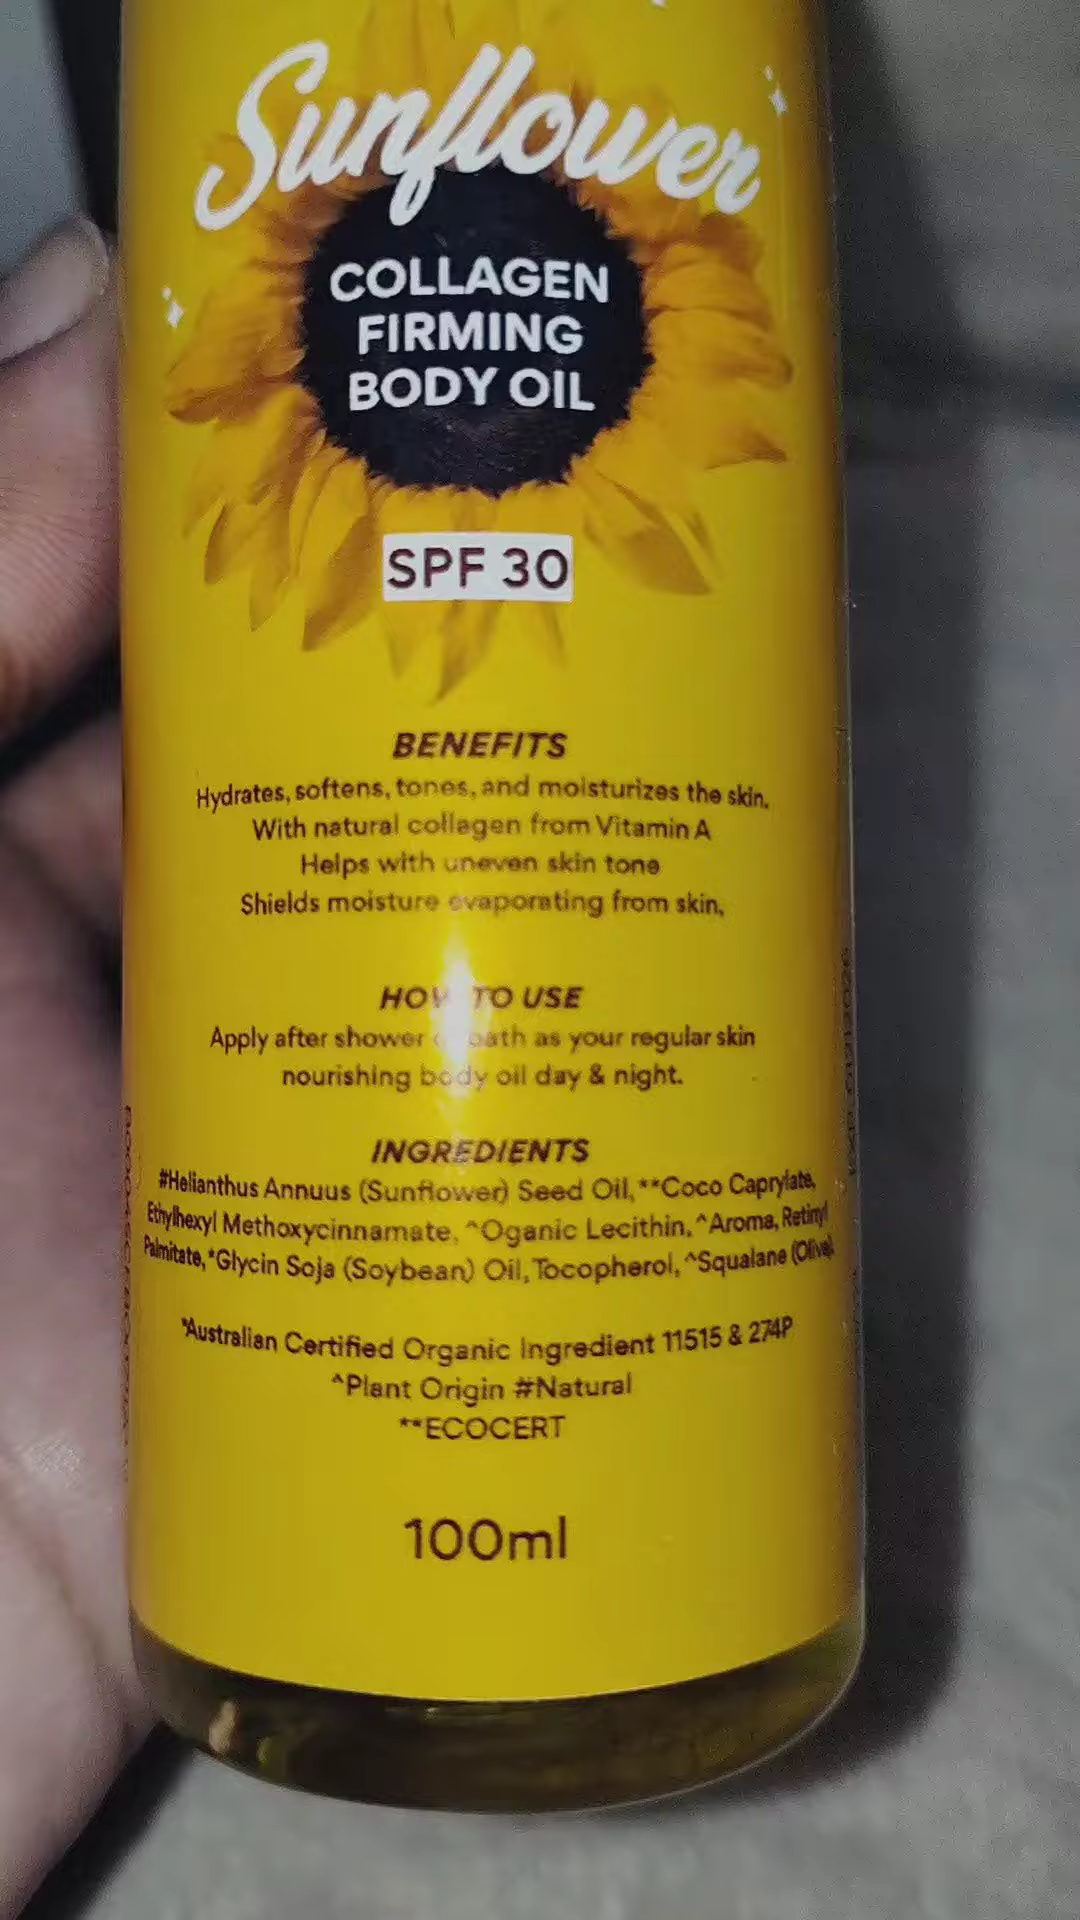 Sunflower
COLLAGEN
FIRMING
BODY OIL
SPF 30
BENEFITS
Hydrates, softens, tones, and moisturizes the skin.
With natural collagen from Vitamin A
Helps with uneven skin tone
Shields moisture evaporating from skin,
HOW TO USE
Apply after shower bath as your regular skin
nourishing body oil day & night.
INGREDIENTS
#Helianthus Annuus (Sunflower) Seed Oil, **Coco Caprylate,
Ethylhexyl Methoxycinnamate, ^Oganic Lecithin, ^Aroma, Retinyl
Palmitate, *Glycin Soja (Soybean) Oil, Tocopherol, ^Squalane (Olive).
*Australian Certified Organic Ingredient 11515 & 274P
^Plant Origin #Natural
**ECOCERT
100ml